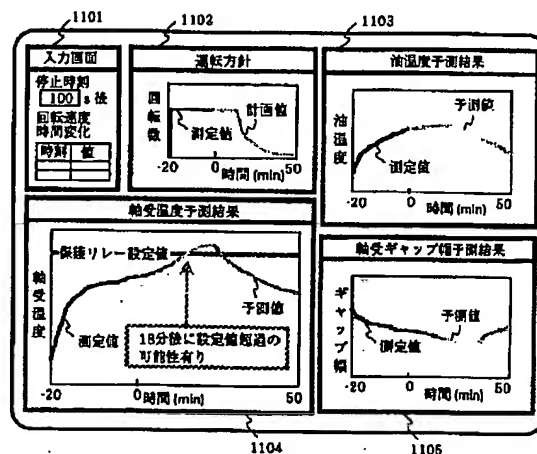 1101
1102
1103
入力画面
停止時刻
100 s 後
回転速度
時間変化
時刻 値
運転方針
回転数
計画値
測定値
-20 0 50
時間 (min)
油温度予測結果
油温度
予測値
測定値
-20 0 50
時間 (min)
軸受温度予測結果
保護リレー設定値
軸受温度
測定値
予測値
18分後に設定値超過の
可能性有り
-20 0 時間(min) 50
軸受ギャップ幅予測結果
ギャップ幅
予測値
測定値
-20 0 50
時間 (min)
1104
1105